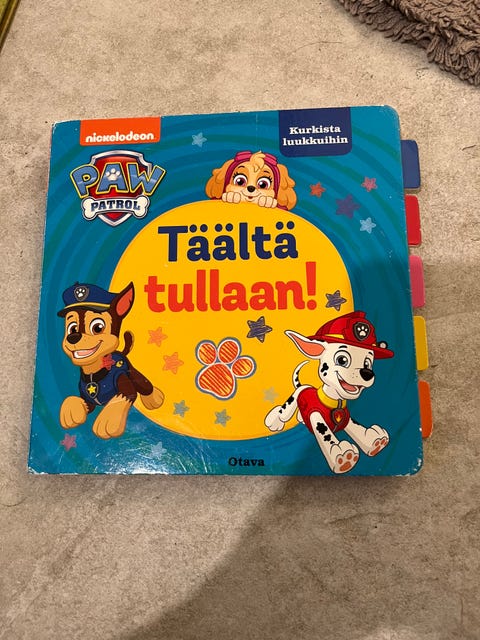 nickelodeon
Kurkista
luukkuihin
PAW
PATROL
Täältä
tullaan!
Otava